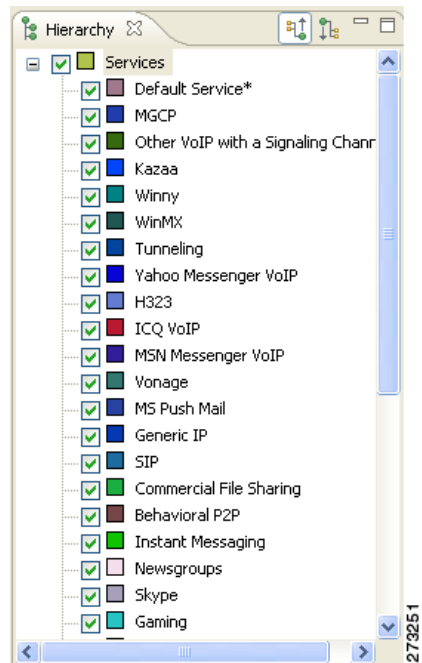 Hierarchy
Services
Default Service*
MGCP
Other VoIP with a Signaling Chanr
Kazaa
Winny
WinMX
Tunneling
Yahoo Messenger VoIP
H323
ICQ VoIP
MSN Messenger VoIP
Vonage
MS Push Mail
Generic IP
SIP
Commercial File Sharing
Behavioral P2P
Instant Messaging
Newsgroups
Skype
Gaming
273251